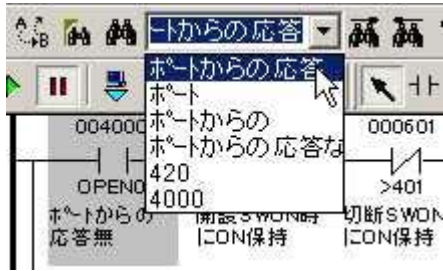 A
B
ートからの応答
ポートからの応答
ポート
ポートからの
ポートからの応答な
420
4000
004000
000601
OPEN0
>401
ポートからの
応答無
開設SWON時
にON保持
切断SWON
にON保持